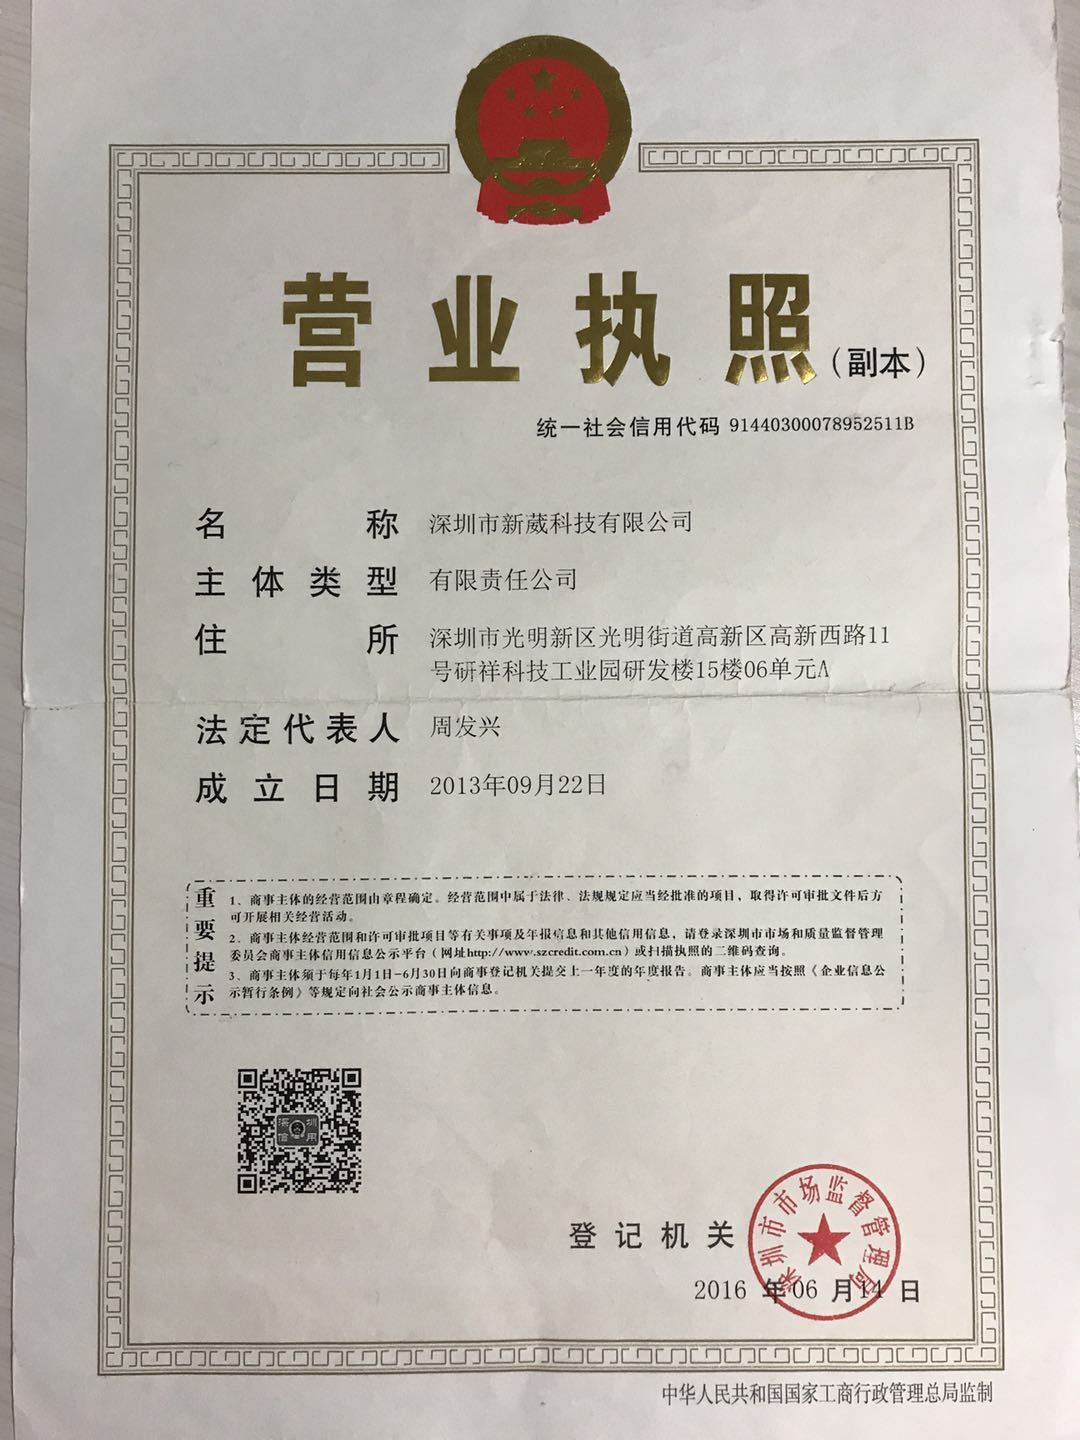 营业执照(副本)
统一社会信用代码 91440300078952511B
名称 深圳市新葳科技有限公司
主体类型 有限责任公司
住所 深圳市光明新区光明街道高新区高新西路11
号研祥科技工业园研发楼15楼06单元A
法定代表人 周发兴
成立日期 2013年09月22日
重要提示
1、商事主体的经营范围由章程确定。经营范围中属于法律、法规规定应当经批准的项目，取得许可审批文件后方
可开展相关经营活动。
2、商事主体经营范围和许可审批项目等有关事项及年报信息和其他信用信息，请登录深圳市市场和质量监督管理
委员会商事主体信用信息公示平台（网址http://www.szcredit.com.cn）或扫描执照的二维码查询。
3、商事主体须于每年1月1日-6月30日向商事登记机关提交上一年度的年度报告。商事主体应当按照《企业信息公
示暂行条例》等规定向社会公示商事主体信息。
深圳
信用
登记机关
深圳市市场监督管理局
2016 年06 月14 日
中华人民共和国国家工商行政管理总局监制